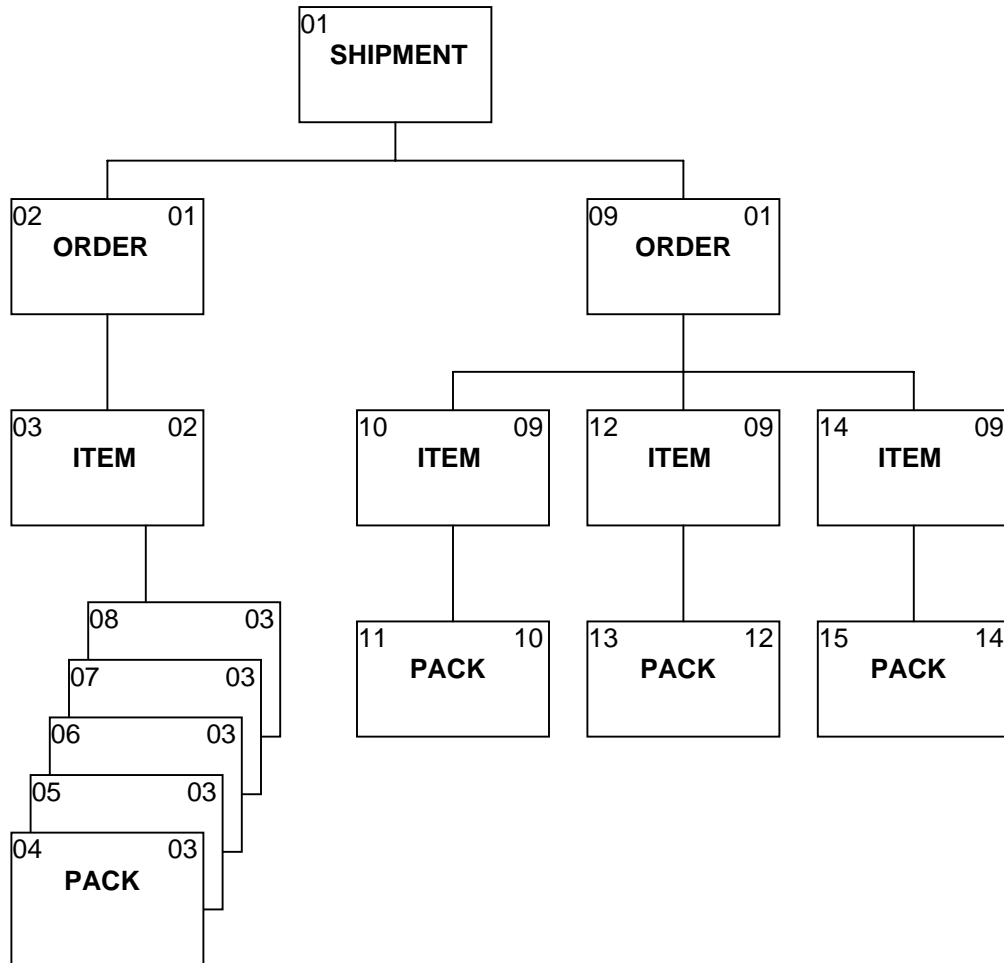 01
SHIPMENT
02 01
ORDER
09 01
ORDER
03 02
ITEM
10 09
ITEM
12 09
ITEM
14 09
ITEM
08 03
07 03
06 03
05 03
04 03
PACK
11 10
PACK
13 12
PACK
15 14
PACK